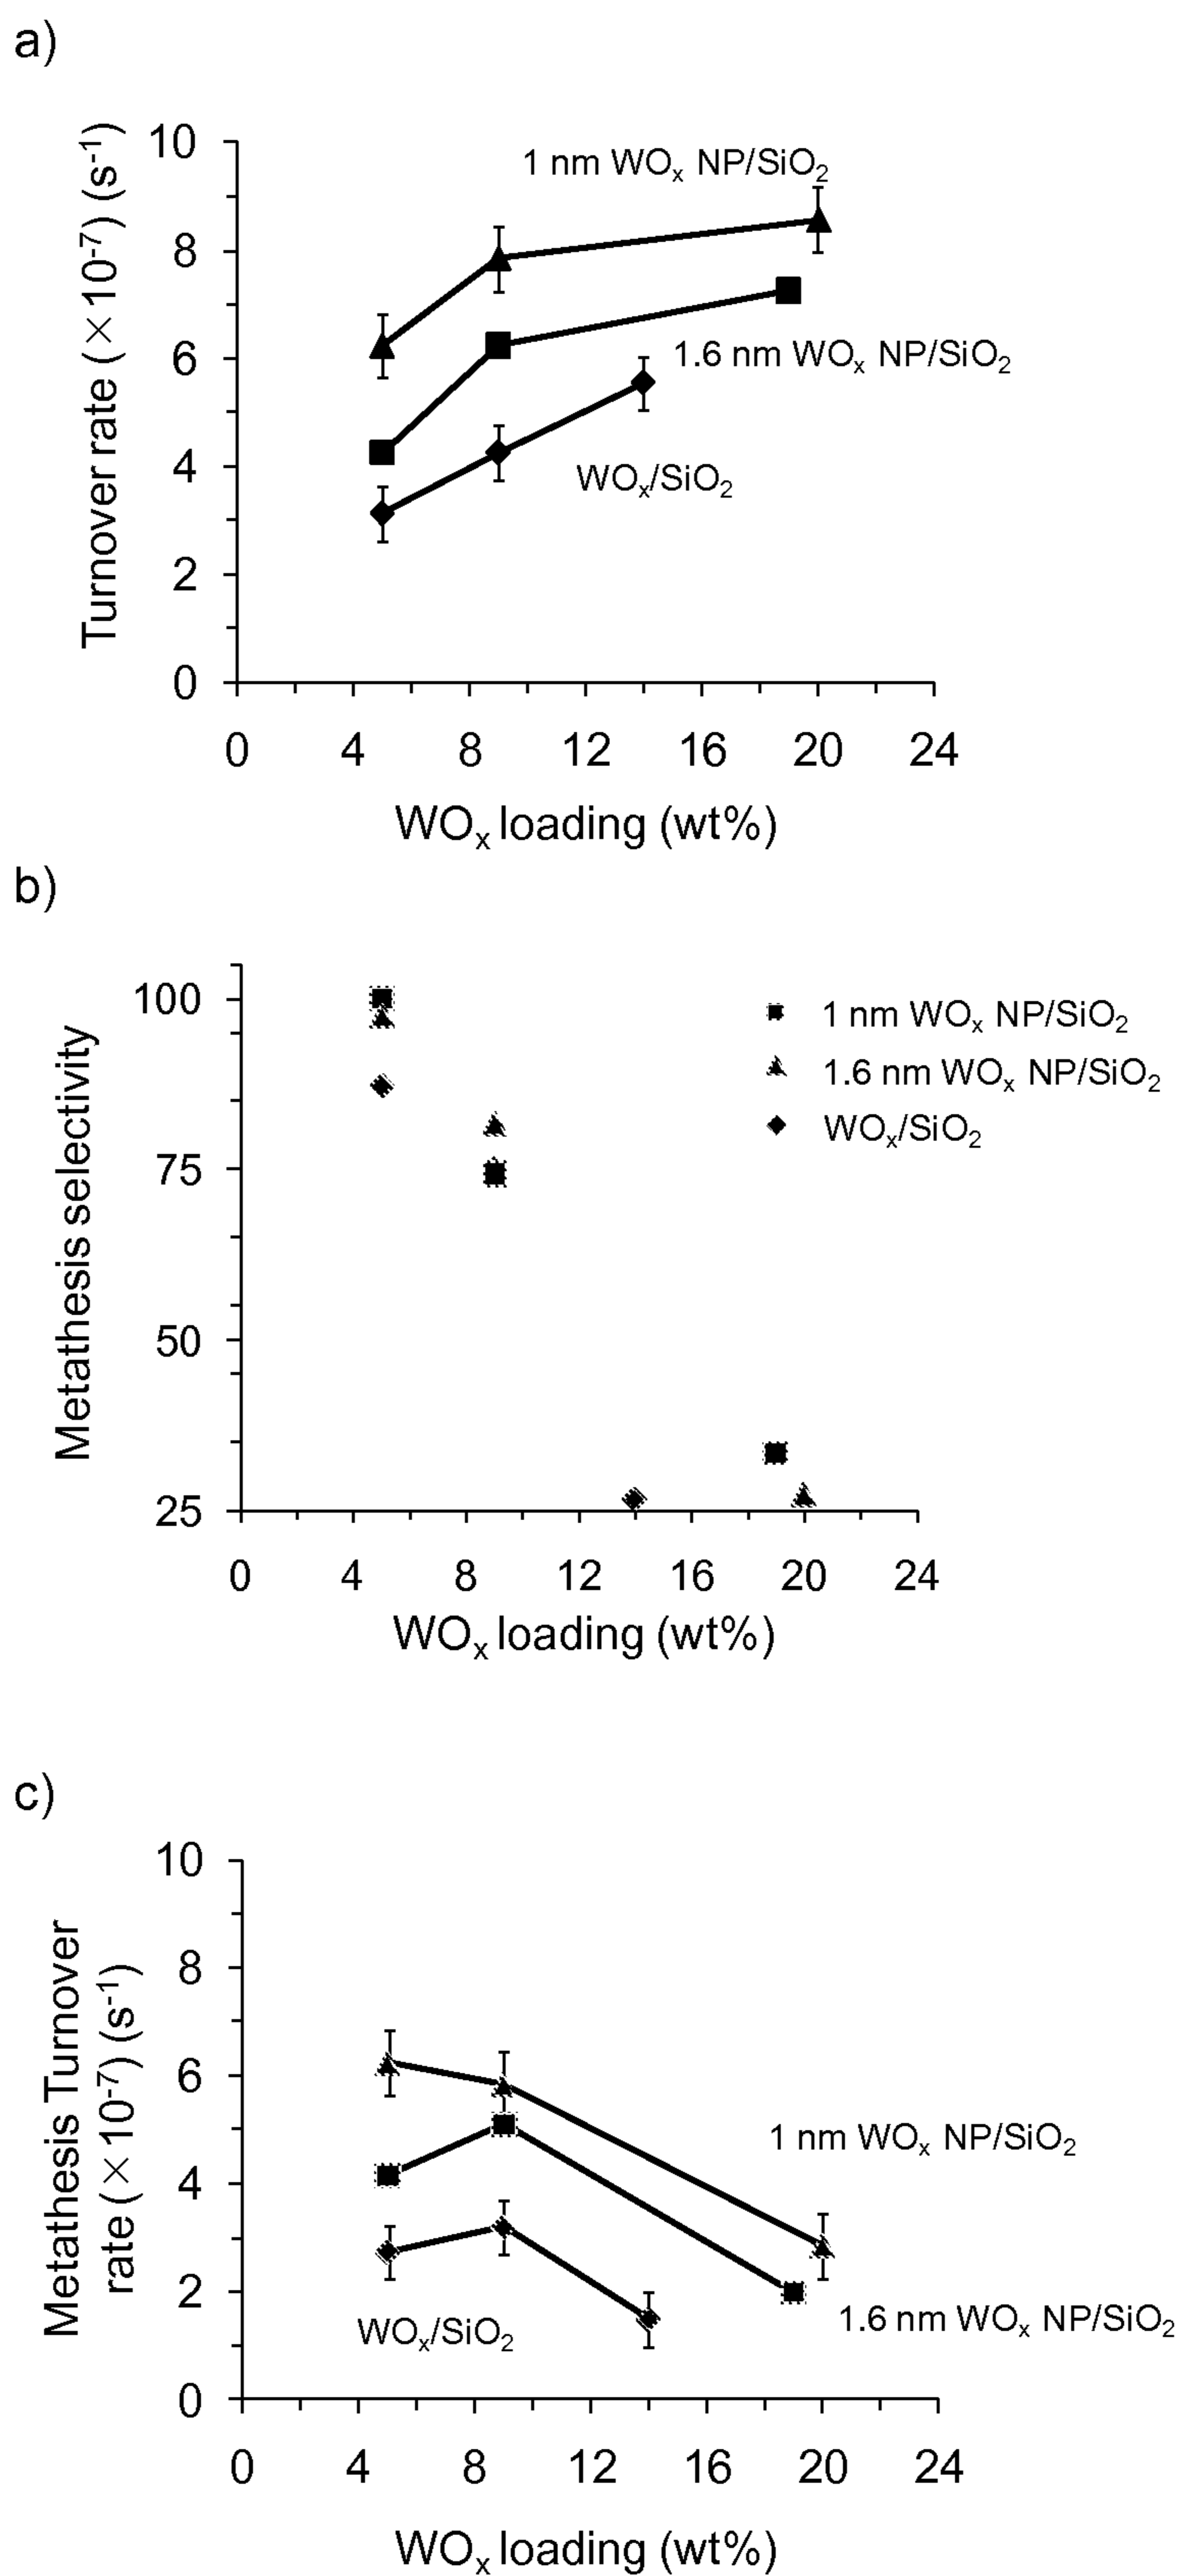 a)
Turnover rate (×10-7) (s-1)
10
8
6
4
2
0
1 nm WOx NP/SiO2
1.6 nm WOx NP/SiO2
WOx/SiO2
0 4 8 12 16 20 24
WOx loading (wt%)
b)
Metathesis selectivity
100
75
50
25
1 nm WOx NP/SiO2
1.6 nm WOx NP/SiO2
WOx/SiO2
0 4 8 12 16 20 24
WOx loading (wt%)
c)
Metathesis Turnover
rate (×10-7) (s-1)
10
8
6
4
2
0
1 nm WOx NP/SiO2
1.6 nm WOx NP/SiO2
WOx/SiO2
0 4 8 12 16 20 24
WOx loading (wt%)